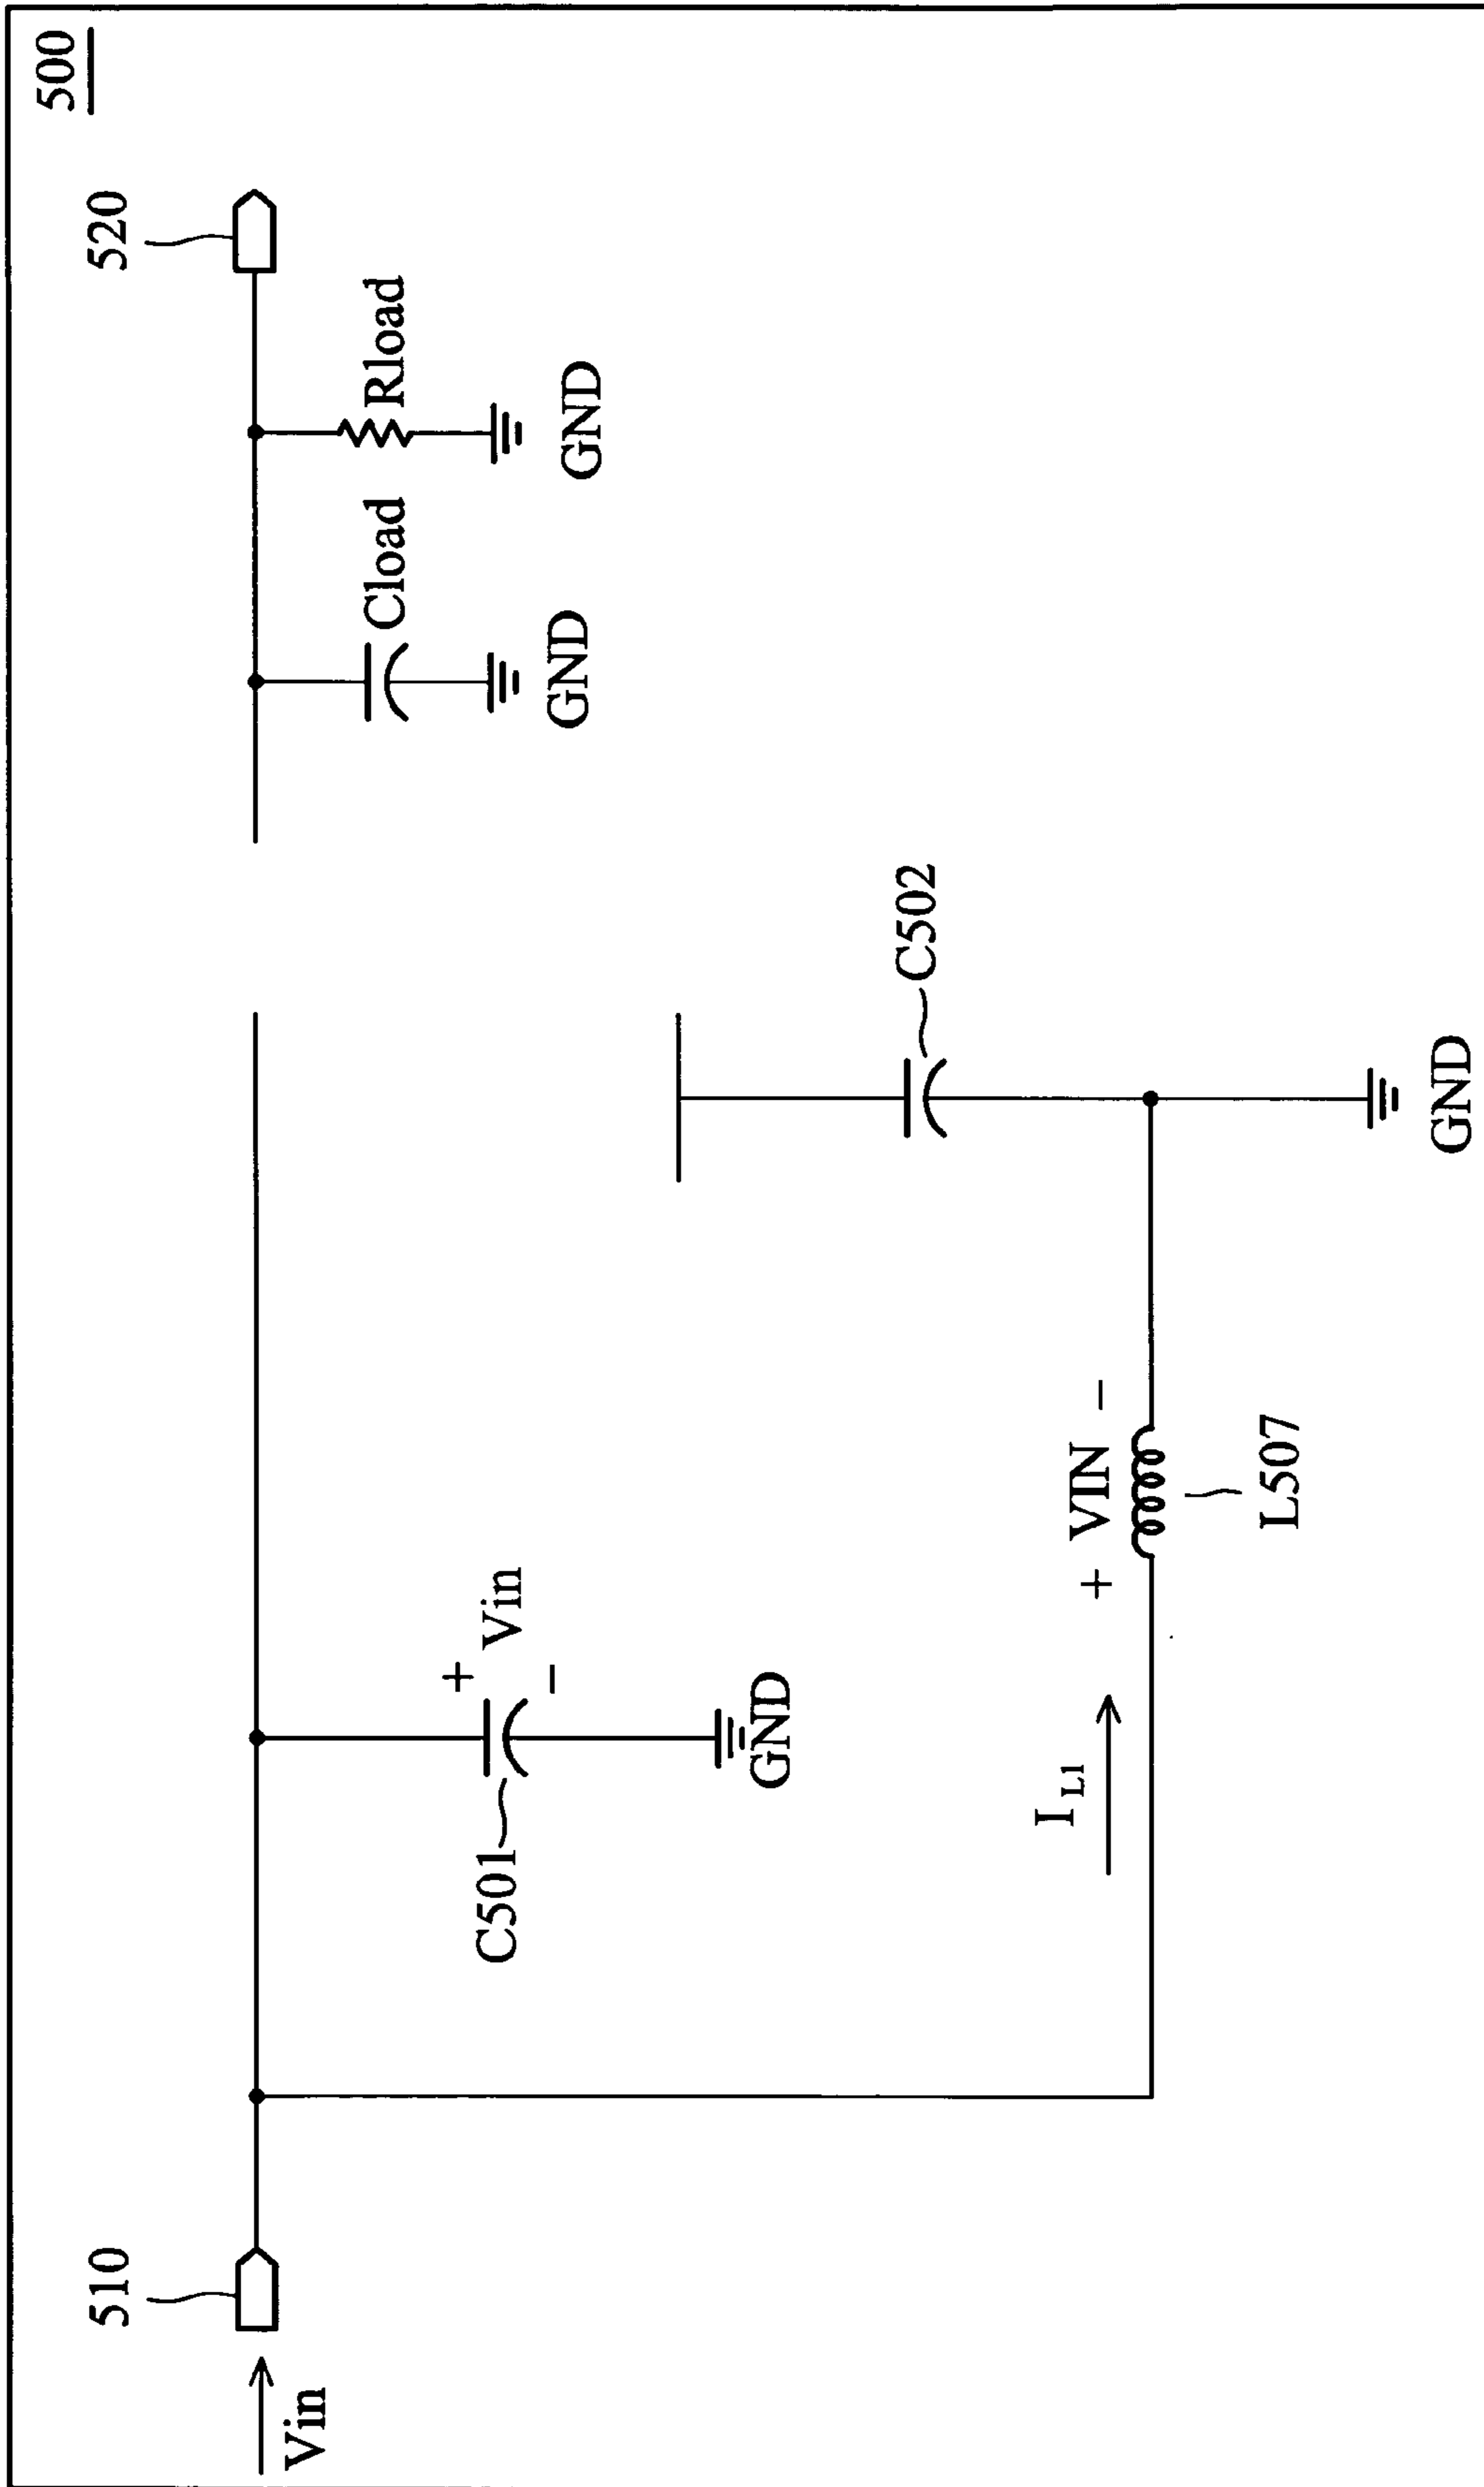 500
510
520
Vin
C501
+
Vin
−
GND
Cload
GND
Rload
GND
C502
I L1
+ VIN −
L507
GND